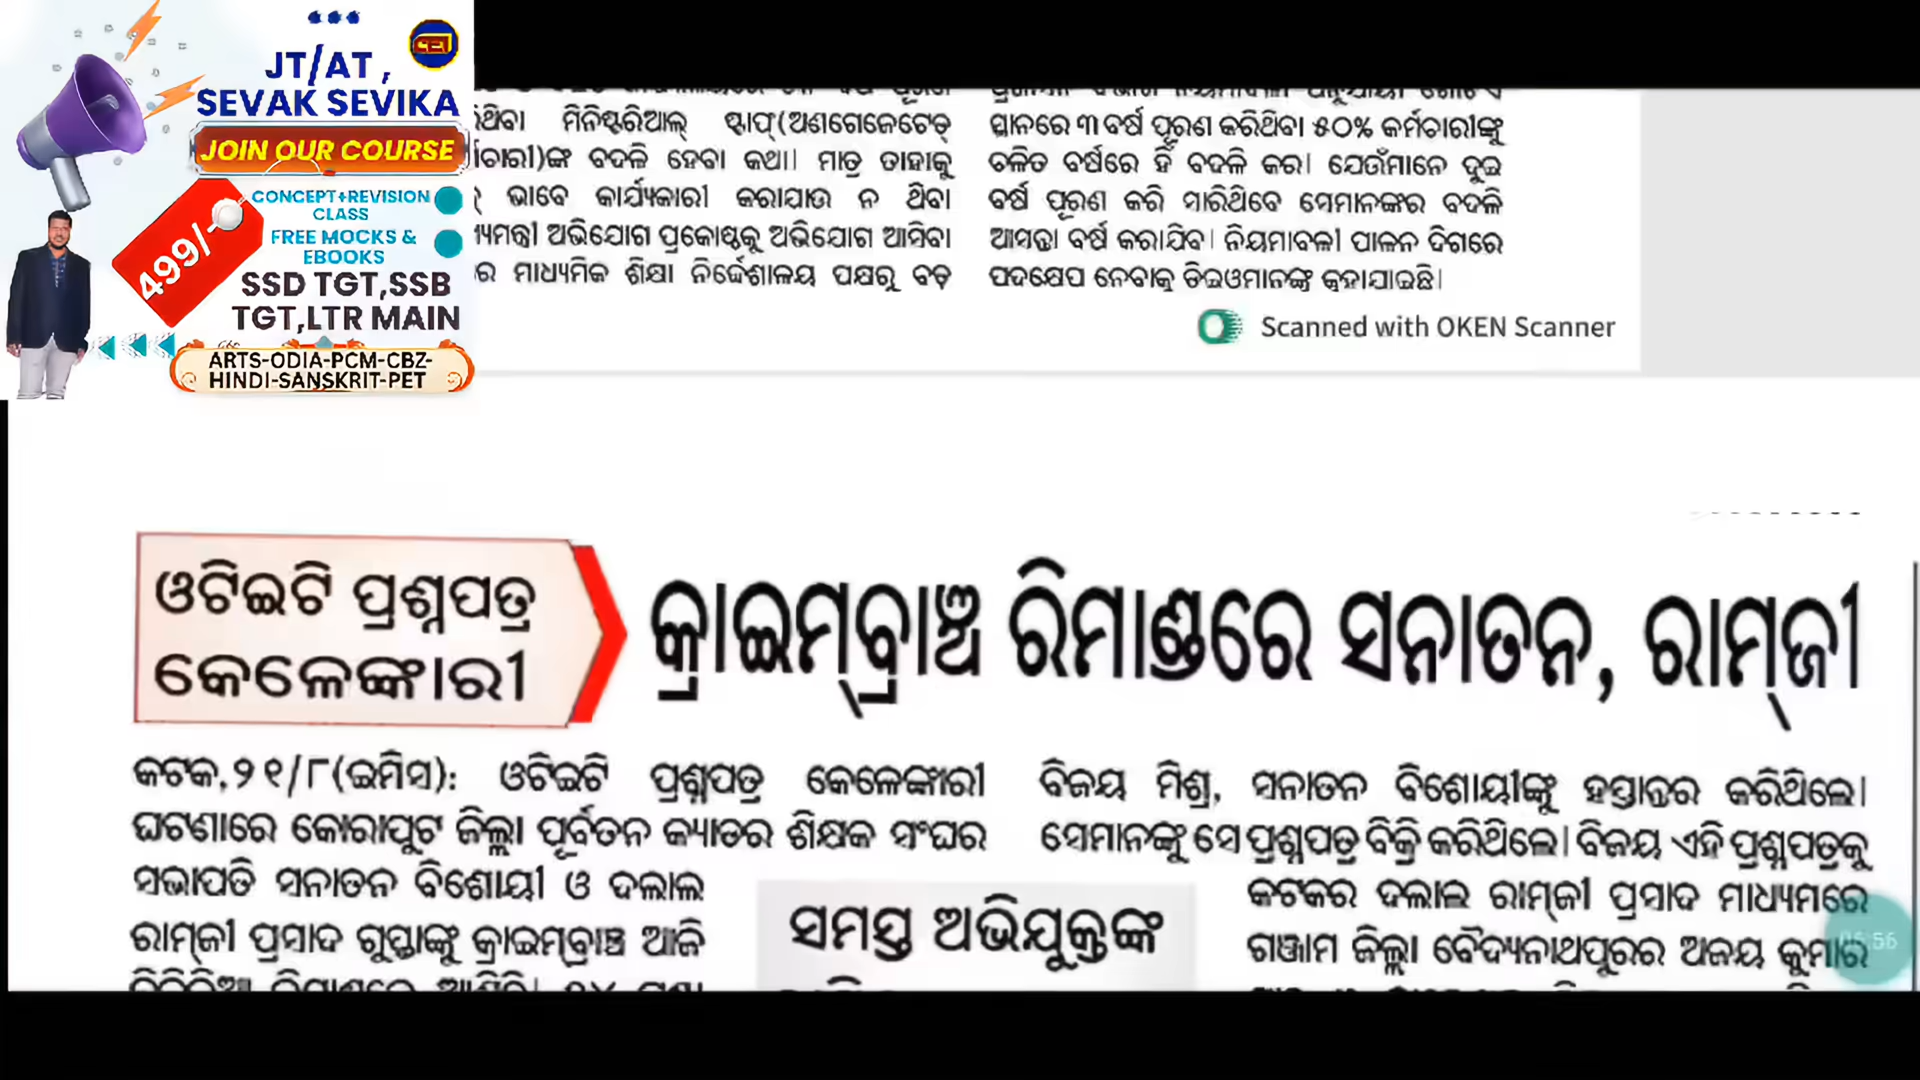 JT/AT ,
SEVAK SEVIKA
JOIN OUR COURSE
CONCEPT+REVISION
CLASS
FREE MOCKS &
EBOOKS
499/-
SSD TGT,SSB
TGT,LTR MAIN
ARTS-ODIA-PCM-CBZ-
HINDI-SANSKRIT-PET
CEI
ମିନିଷ୍ଟରିଆଲ୍ ଷ୍ଟାଫ୍(ଅଣଗେଜେଟେଡ୍
ବଦଳି ହେବା କଥା। ମାତ୍ର ତାହାକୁ
ଭାବେ କାର୍ଯ୍ୟକାରୀ କରାଯାଉ ନ ଥିବା
ଅଭିଯୋଗ ପ୍ରକୋଷ୍ଠକୁ ଅଭିଯୋଗ ଆସିବା
ମାଧ୍ୟମିକ ଶିକ୍ଷା ନିର୍ଦ୍ଦେଶାଳୟ ପକ୍ଷରୁ ବଡ଼
ସ୍ଥାନରେ ୩ ବର୍ଷ ପୂରଣ କରିଥିବା ୫୦% କର୍ମଚାରୀଙ୍କୁ
ଚଳିତ ବର୍ଷରେ ହିଁ ବଦଳି କର। ଯେଉଁମାନେ ଦୁଇ
ବର୍ଷ ପୂରଣ କରି ସାରିଥିବେ ସେମାନଙ୍କର ବଦଳି
ଆସନ୍ତା ବର୍ଷ କରାଯିବ। ନିୟମାବଳୀ ପାଳନ ଦିଗରେ
ପଦକ୍ଷେପ ନେବାକୁ ଡିଇଓମାନଙ୍କୁ କୁହାଯାଇଛି।
Scanned with OKEN Scanner
ଓଟିଇଟି ପ୍ରଶ୍ନପତ୍ର
କେଳେଙ୍କାରୀ
କ୍ରାଇମ୍‌ବ୍ରାଞ୍ଚ ରିମାଣ୍ଡରେ ସନାତନ, ରାମ୍‌ଜୀ
କଟକ,୨୧/୮(ଇମିସ): ଓଟିଇଟି ପ୍ରଶ୍ନପତ୍ର କେଳେଙ୍କାରୀ
ଘଟଣାରେ କୋରାପୁଟ ଜିଲ୍ଲା ପୂର୍ବତନ କ୍ୟାଡର ଶିକ୍ଷକ ସଂଘର
ସଭାପତି ସନାତନ ବିଶୋୟୀ ଓ ଦଲାଲ
ରାମ୍‌ଜୀ ପ୍ରସାଦ ଗୁପ୍ତାଙ୍କୁ କ୍ରାଇମ୍‌ବ୍ରାଞ୍ଚ ଆଜି
ସମସ୍ତ ଅଭିଯୁକ୍ତଙ୍କ
ବିଜୟ ମିଶ୍ର, ସନାତନ ବିଶୋୟୀଙ୍କୁ ହସ୍ତାନ୍ତର କରିଥିଲେ।
ସେମାନଙ୍କୁ ସେ ପ୍ରଶ୍ନପତ୍ର ବିକ୍ରି କରିଥିଲେ। ବିଜୟ ଏହି ପ୍ରଶ୍ନପତ୍ରକୁ
କଟକର ଦଲାଲ ରାମ୍‌ଜୀ ପ୍ରସାଦ ମାଧ୍ୟମରେ
ଗଞ୍ଜାମ ଜିଲ୍ଲା ବୈଦ୍ୟନାଥପୁରର ଅଜୟ କୁମାର